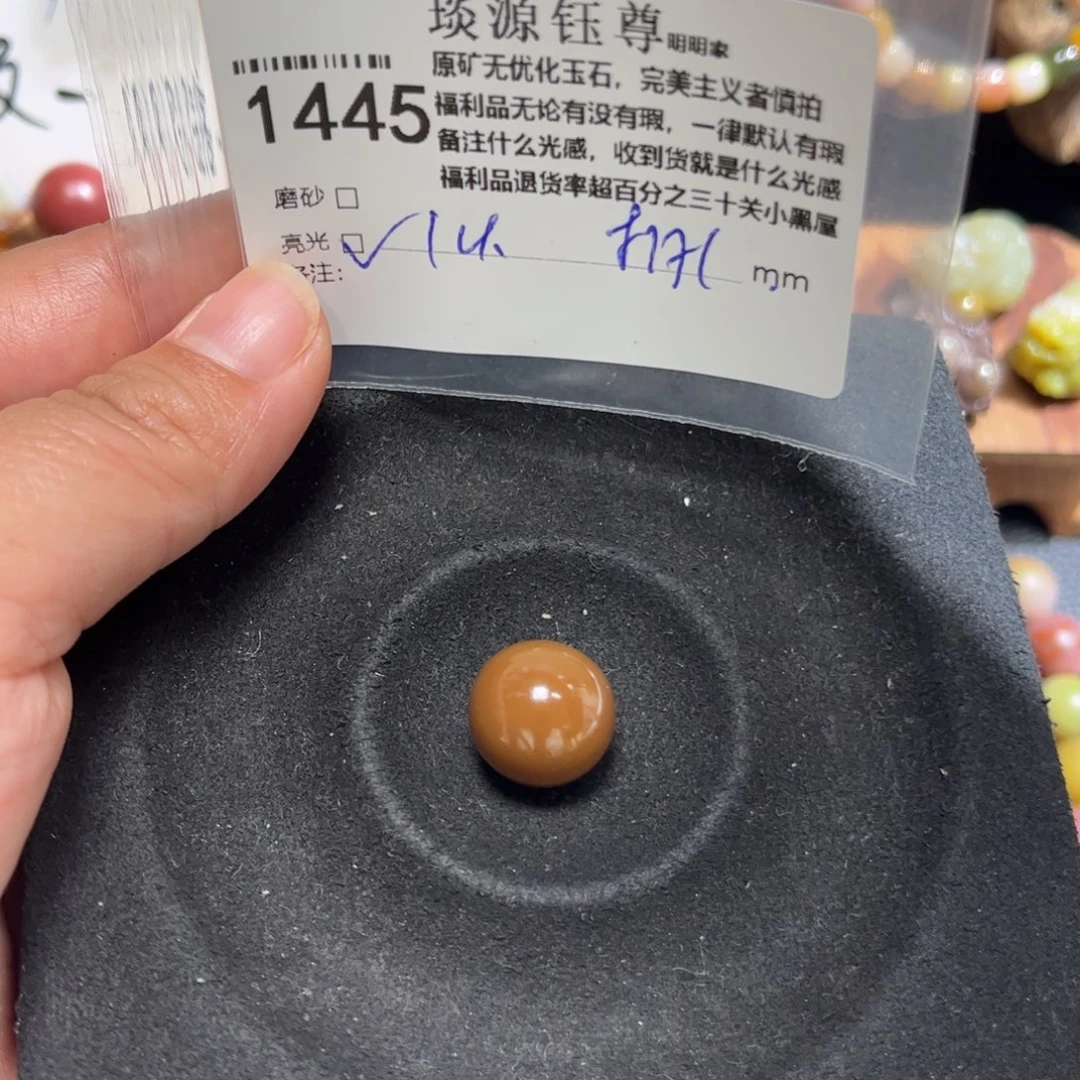 琰源钰尊明明家
原矿无优化玉石，完美主义者慎拍
1445
福利品无论有没有瑕，一律默认有瑕
备注什么光感，收到货就是什么光感
福利品退货率超百分之三十关小黑屋
磨砂 □
亮光 □ ✓
打孔 mm
注：